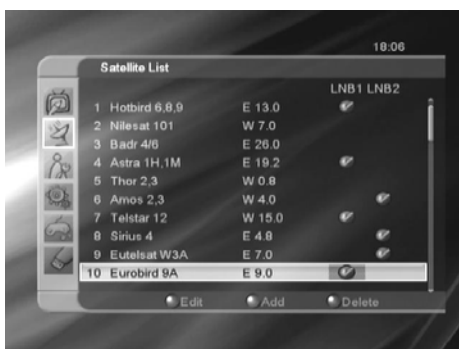 18:06
Satellite List
LNB1 LNB2
1 Hotbird 6,8,9 E 13.0
2 Nilesat 101 W 7.0
3 Badr 4/6 E 26.0
4 Astra 1H,1M E 19.2
5 Thor 2,3 W 0.8
6 Amos 2,3 W 4.0
7 Telstar 12 W 15.0
8 Sirius 4 E 4.8
9 Eutelsat W3A E 7.0
10 Eurobird 9A E 9.0
Edit Add Delete